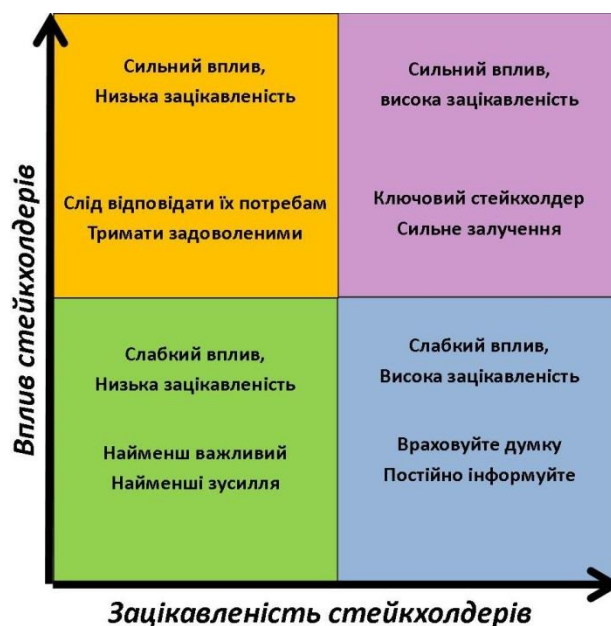 Вплив стейкхолдерів
Сильний вплив,
Низька зацікавленість
Слід відповідати їх потребам
Тримати задоволеними
Сильний вплив,
висока зацікавленість
Ключовий стейкхолдер
Сильне залучення
Слабкий вплив,
Низька зацікавленість
Найменш важливий
Найменші зусилля
Слабкий вплив,
Висока зацікавленість
Враховуйте думку
Постійно інформуйте
Зацікавленість стейкхолдерів